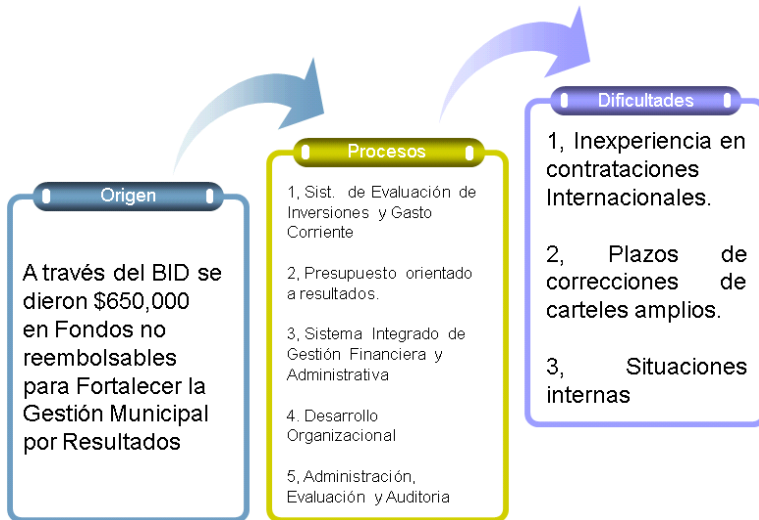 Origen
A través del BID se
dieron $650,000
en Fondos no
reembolsables
para Fortalecer la
Gestión Municipal
por Resultados
Procesos
1, Sist. de Evaluación de
Inversiones y Gasto
Corriente
2, Presupuesto orientado
a resultados.
3, Sistema Integrado de
Gestión Financiera y
Administrativa
4. Desarrollo
Organizacional
5, Administración,
Evaluación y Auditoria
Dificultades
1, Inexperiencia en
contrataciones
Internacionales.
2, Plazos de
correcciones de
carteles amplios.
3, Situaciones
internas